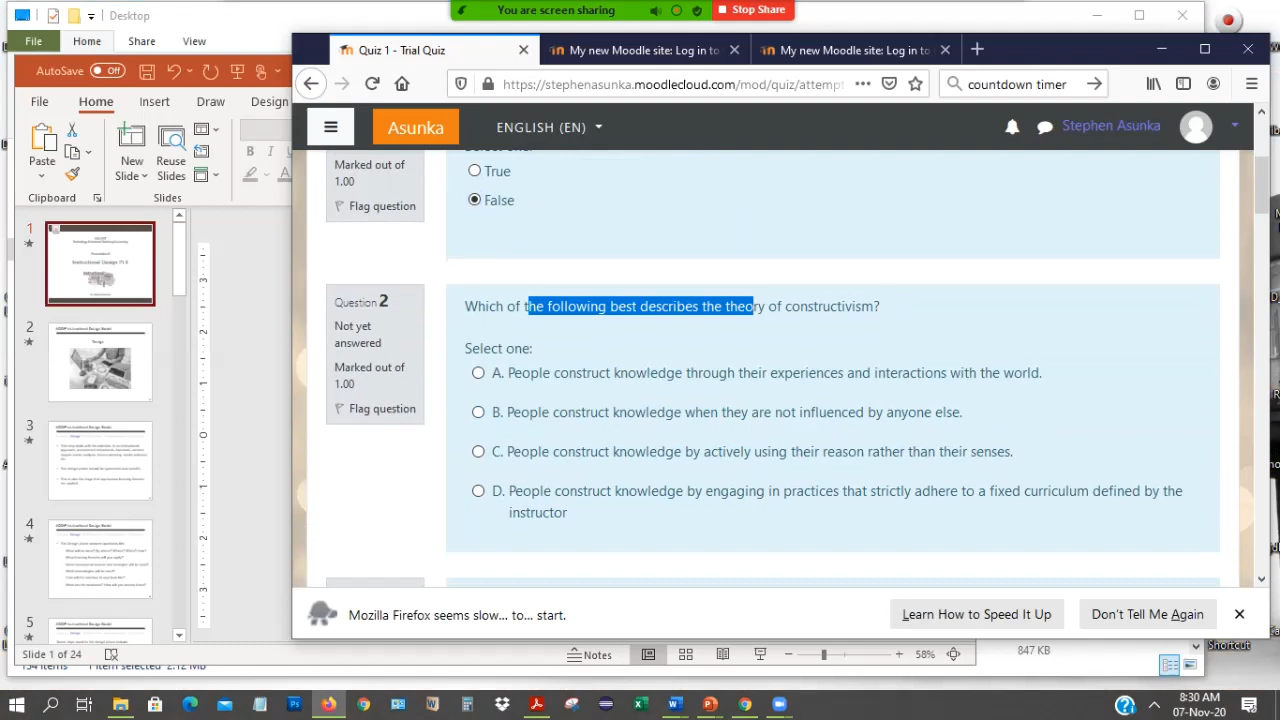 You are screen sharing
Stop Share
Desktop
File
Home
Share
View
AutoSave
Off
File
Home
Insert
Draw
Design
Paste
Clipboard
New
Slide
Reuse
Slides
Slides
B
I
Quiz 1 - Trial Quiz
My new Moodle site: Log in to
My new Moodle site: Log in to
https://stephenasunka.moodlecloud.com/mod/quiz/attempt
countdown timer
Asunka
ENGLISH (EN)
Stephen Asunka
Marked out of
1.00
Flag question
True
False
Question 2
Not yet
answered
Marked out of
1.00
Flag question
Which of the following best describes the theory of constructivism?
Select one:
A. People construct knowledge through their experiences and interactions with the world.
B. People construct knowledge when they are not influenced by anyone else.
C. People construct knowledge by actively using their reason rather than their senses.
D. People construct knowledge by engaging in practices that strictly adhere to a fixed curriculum defined by the
instructor
Mozilla Firefox seems slow... to... start.
Learn How to Speed It Up
Don't Tell Me Again
1
2
3
4
5
Slide 1 of 24
Notes
58%
847 KB
Shortcut
8:30 AM
07-Nov-20